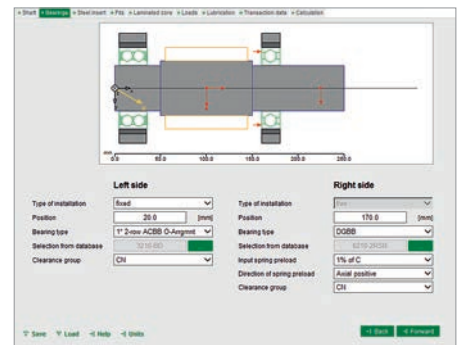 Shaft Bearings Steel insert Fits Laminated core Loads Lubrication Transaction data Calculation
mm
0.0 50.0 100.0 150.0 200.0 250.0
Left side Right side
Type of installation fixed Type of installation
Position 20.0 [mm] Position 170.0 [mm]
Bearing type 1* 2-row ACBB O-Arrgmnt Bearing type DGBB
Selection from database Selection from database
Clearance group CN Input spring preload 1% of C
Direction of spring preload Axial positive
Clearance group CN
Save Load Help Units Back Forward